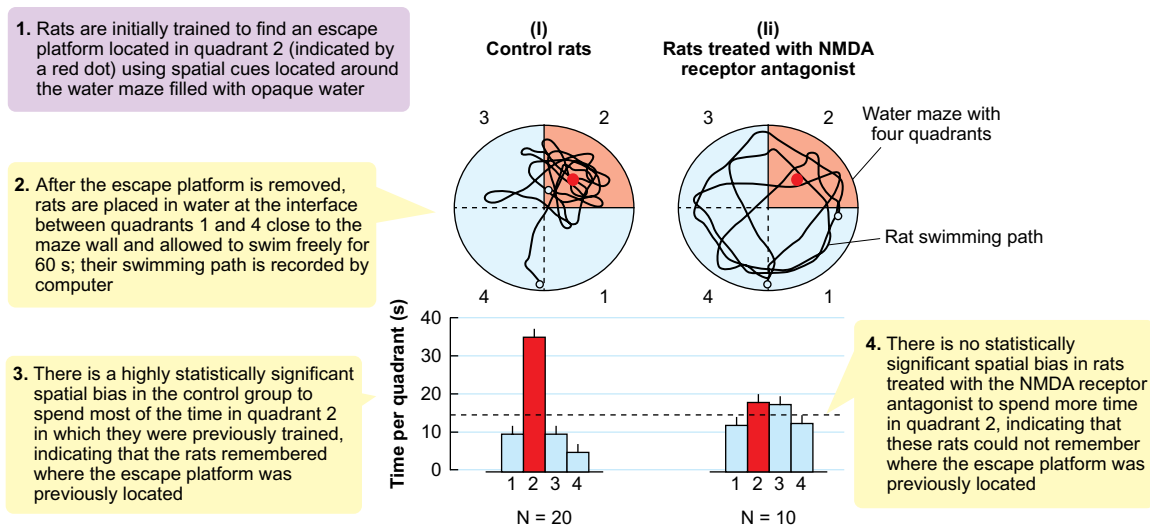 1. Rats are initially trained to find an escape
platform located in quadrant 2 (indicated by
a red dot) using spatial cues located around
the water maze filled with opaque water
(I)
Control rats
(Ii)
Rats treated with NMDA
receptor antagonist
3
2
3
2
Water maze with
four quadrants
2. After the escape platform is removed,
rats are placed in water at the interface
between quadrants 1 and 4 close to the
maze wall and allowed to swim freely for
60 s; their swimming path is recorded by
computer
Rat swimming path
4
1
4
1
3. There is a highly statistically significant
spatial bias in the control group to
spend most of the time in quadrant 2
in which they were previously trained,
indicating that the rats remembered
where the escape platform was
previously located
Time per quadrant (s)
40
30
20
10
0
1 2 3 4
N = 20
1 2 3 4
N = 10
4. There is no statistically
significant spatial bias in rats
treated with the NMDA receptor
antagonist to spend more time
in quadrant 2, indicating that
these rats could not remember
where the escape platform was
previously located